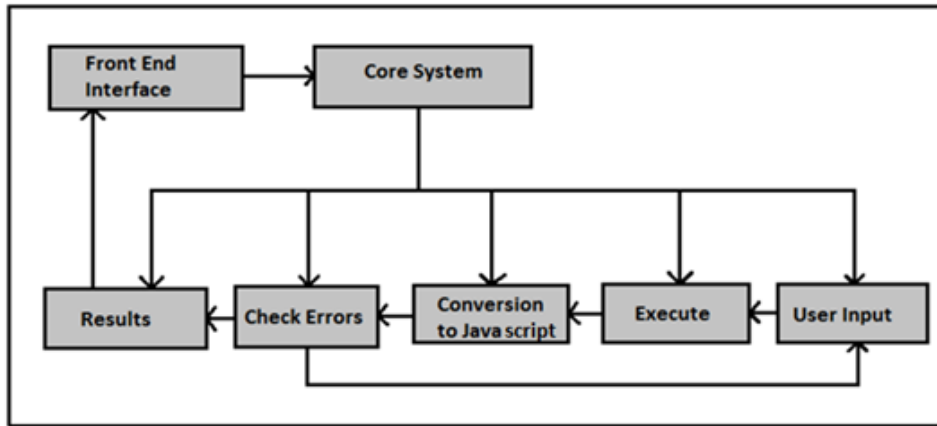 Front End
Interface
Core System
Results
Check Errors
Conversion
to Java script
Execute
User Input